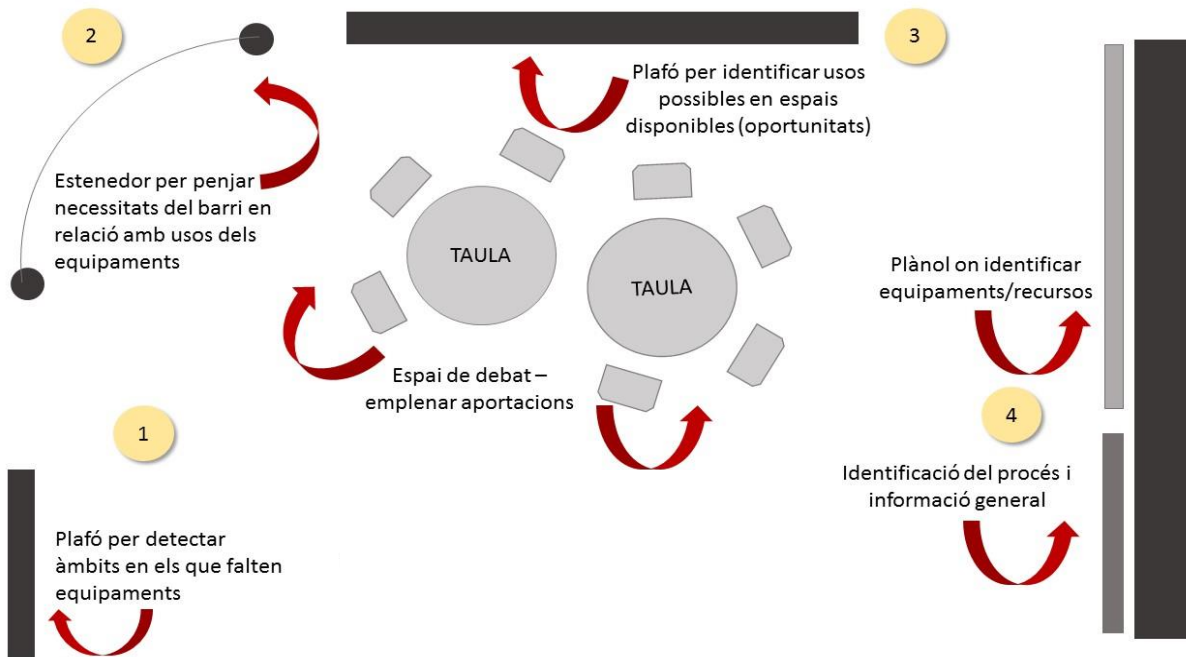 2
3
Plafó per identificar usos
possibles en espais
disponibles (oportunitats)
Estenedor per penjar
necessitats del barri en
relació amb usos dels
equipaments
TAULA
TAULA
Plànol on identificar
equipaments/recursos
Espai de debat –
emplenar aportacions
1
4
Identificació del procés i
informació general
Plafó per detectar
àmbits en els que falten
equipaments